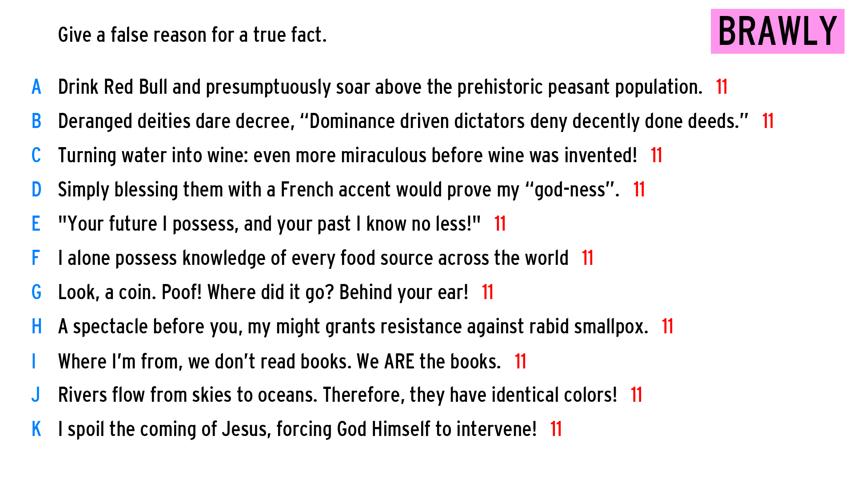 Give a false reason for a true fact.
BRAWLY
A Drink Red Bull and presumptuously soar above the prehistoric peasant population. 11
B Deranged deities dare decree, “Dominance driven dictators deny decently done deeds.” 11
C Turning water into wine: even more miraculous before wine was invented! 11
D Simply blessing them with a French accent would prove my “god-ness”. 11
E "Your future I possess, and your past I know no less!" 11
F I alone possess knowledge of every food source across the world 11
G Look, a coin. Poof! Where did it go? Behind your ear! 11
H A spectacle before you, my might grants resistance against rabid smallpox. 11
I Where I’m from, we don’t read books. We ARE the books. 11
J Rivers flow from skies to oceans. Therefore, they have identical colors! 11
K I spoil the coming of Jesus, forcing God Himself to intervene! 11